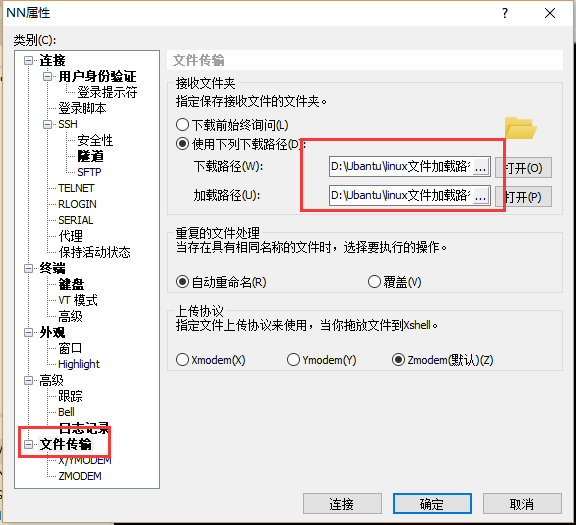 NN属性
类别(C):
连接
用户身份验证
登录提示符
登录脚本
SSH
安全性
隧道
SFTP
TELNET
RLOGIN
SERIAL
代理
保持活动状态
终端
键盘
VT 模式
高级
外观
窗口
Highlight
高级
跟踪
Bell
日志记录
文件传输
X/YMODEM
ZMODEM
文件传输
接收文件夹
指定保存接收文件的文件夹。
下载前始终询问(L)
使用下列下载路径(D):
下载路径(W): D:\Ubantu\linux文件加载路 ... 打开(O)
加载路径(U): D:\Ubantu\linux文件加载路 ... 打开(P)
重复的文件处理
当存在具有相同名称的文件时，选择要执行的操作。
自动重命名(R) 覆盖(V)
上传协议
指定文件上传协议来使用，当你拖放文件到Xshell。
Xmodem(X) Ymodem(Y) Zmodem(默认)(Z)
连接 确定 取消